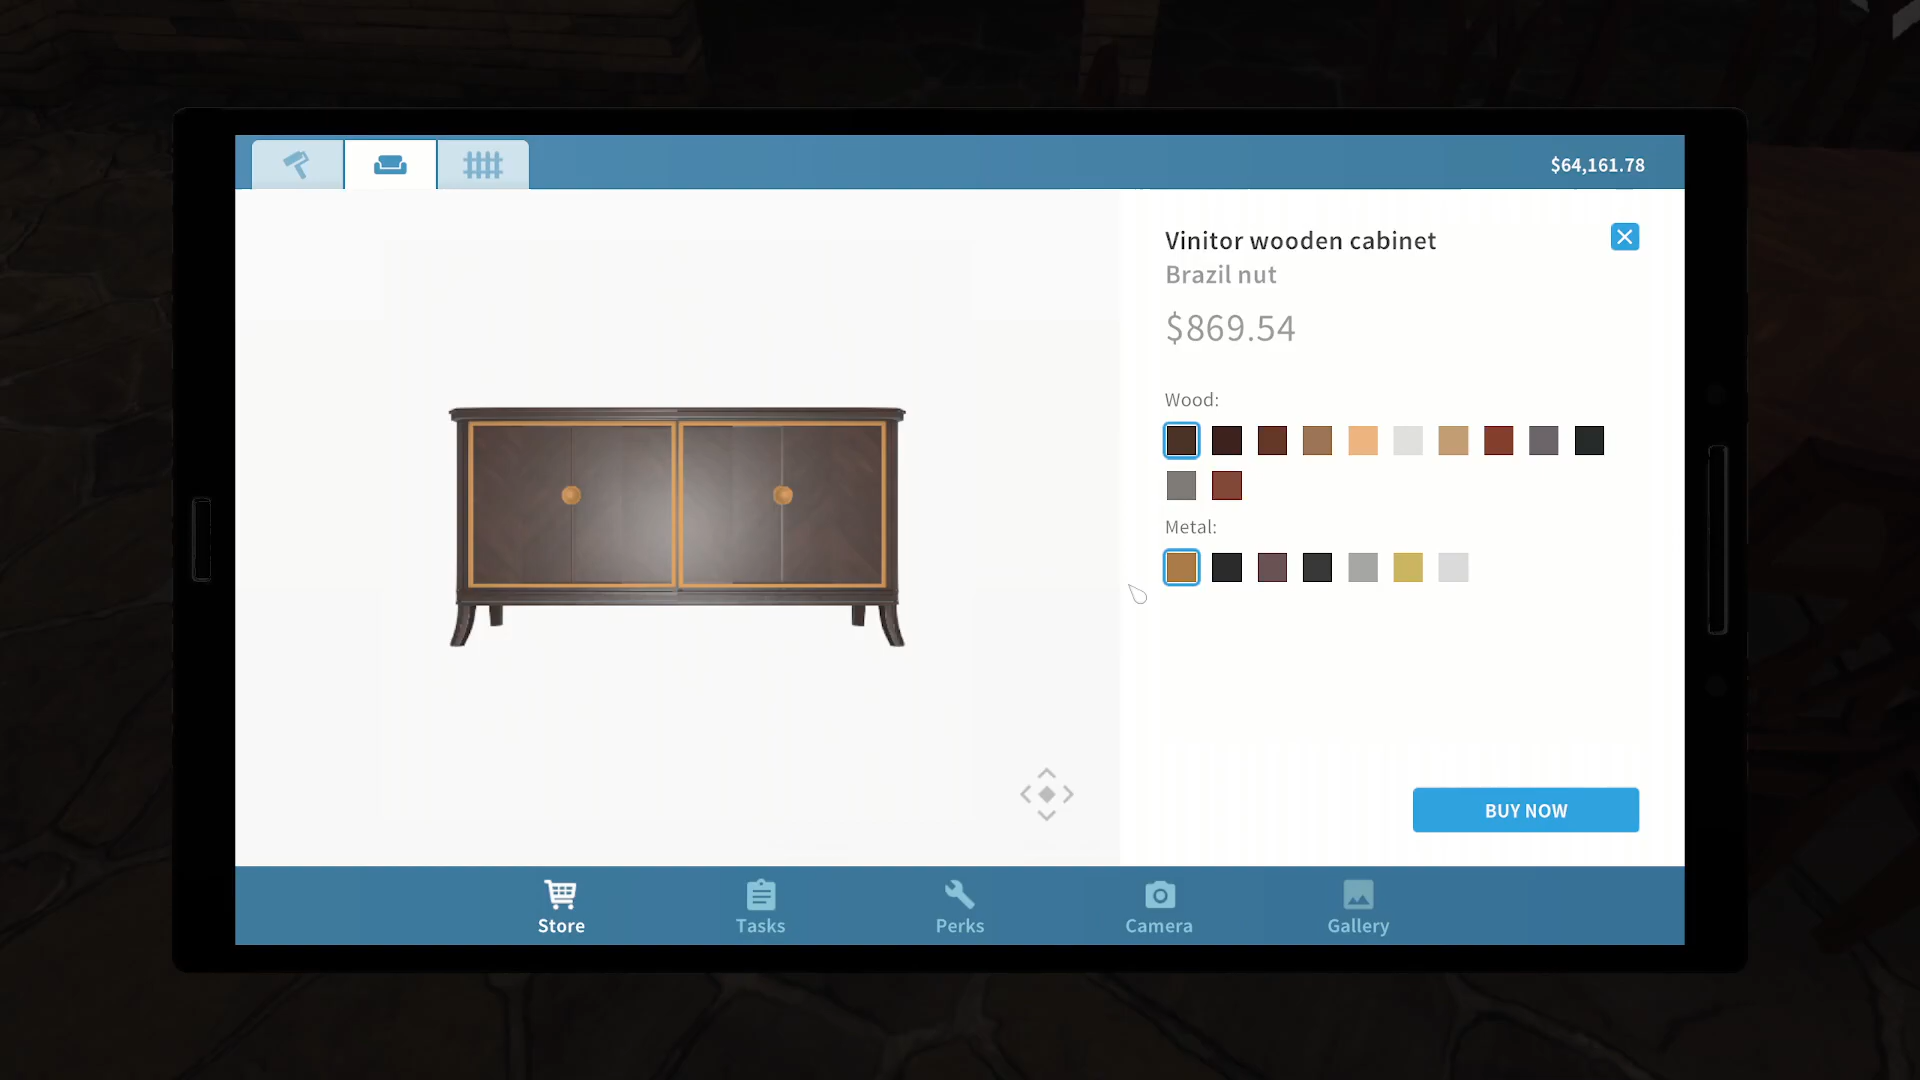 $64,161.78
Vinitor wooden cabinet
Brazil nut
$869.54
Wood:
Metal:
BUY NOW
Store
Tasks
Perks
Camera
Gallery